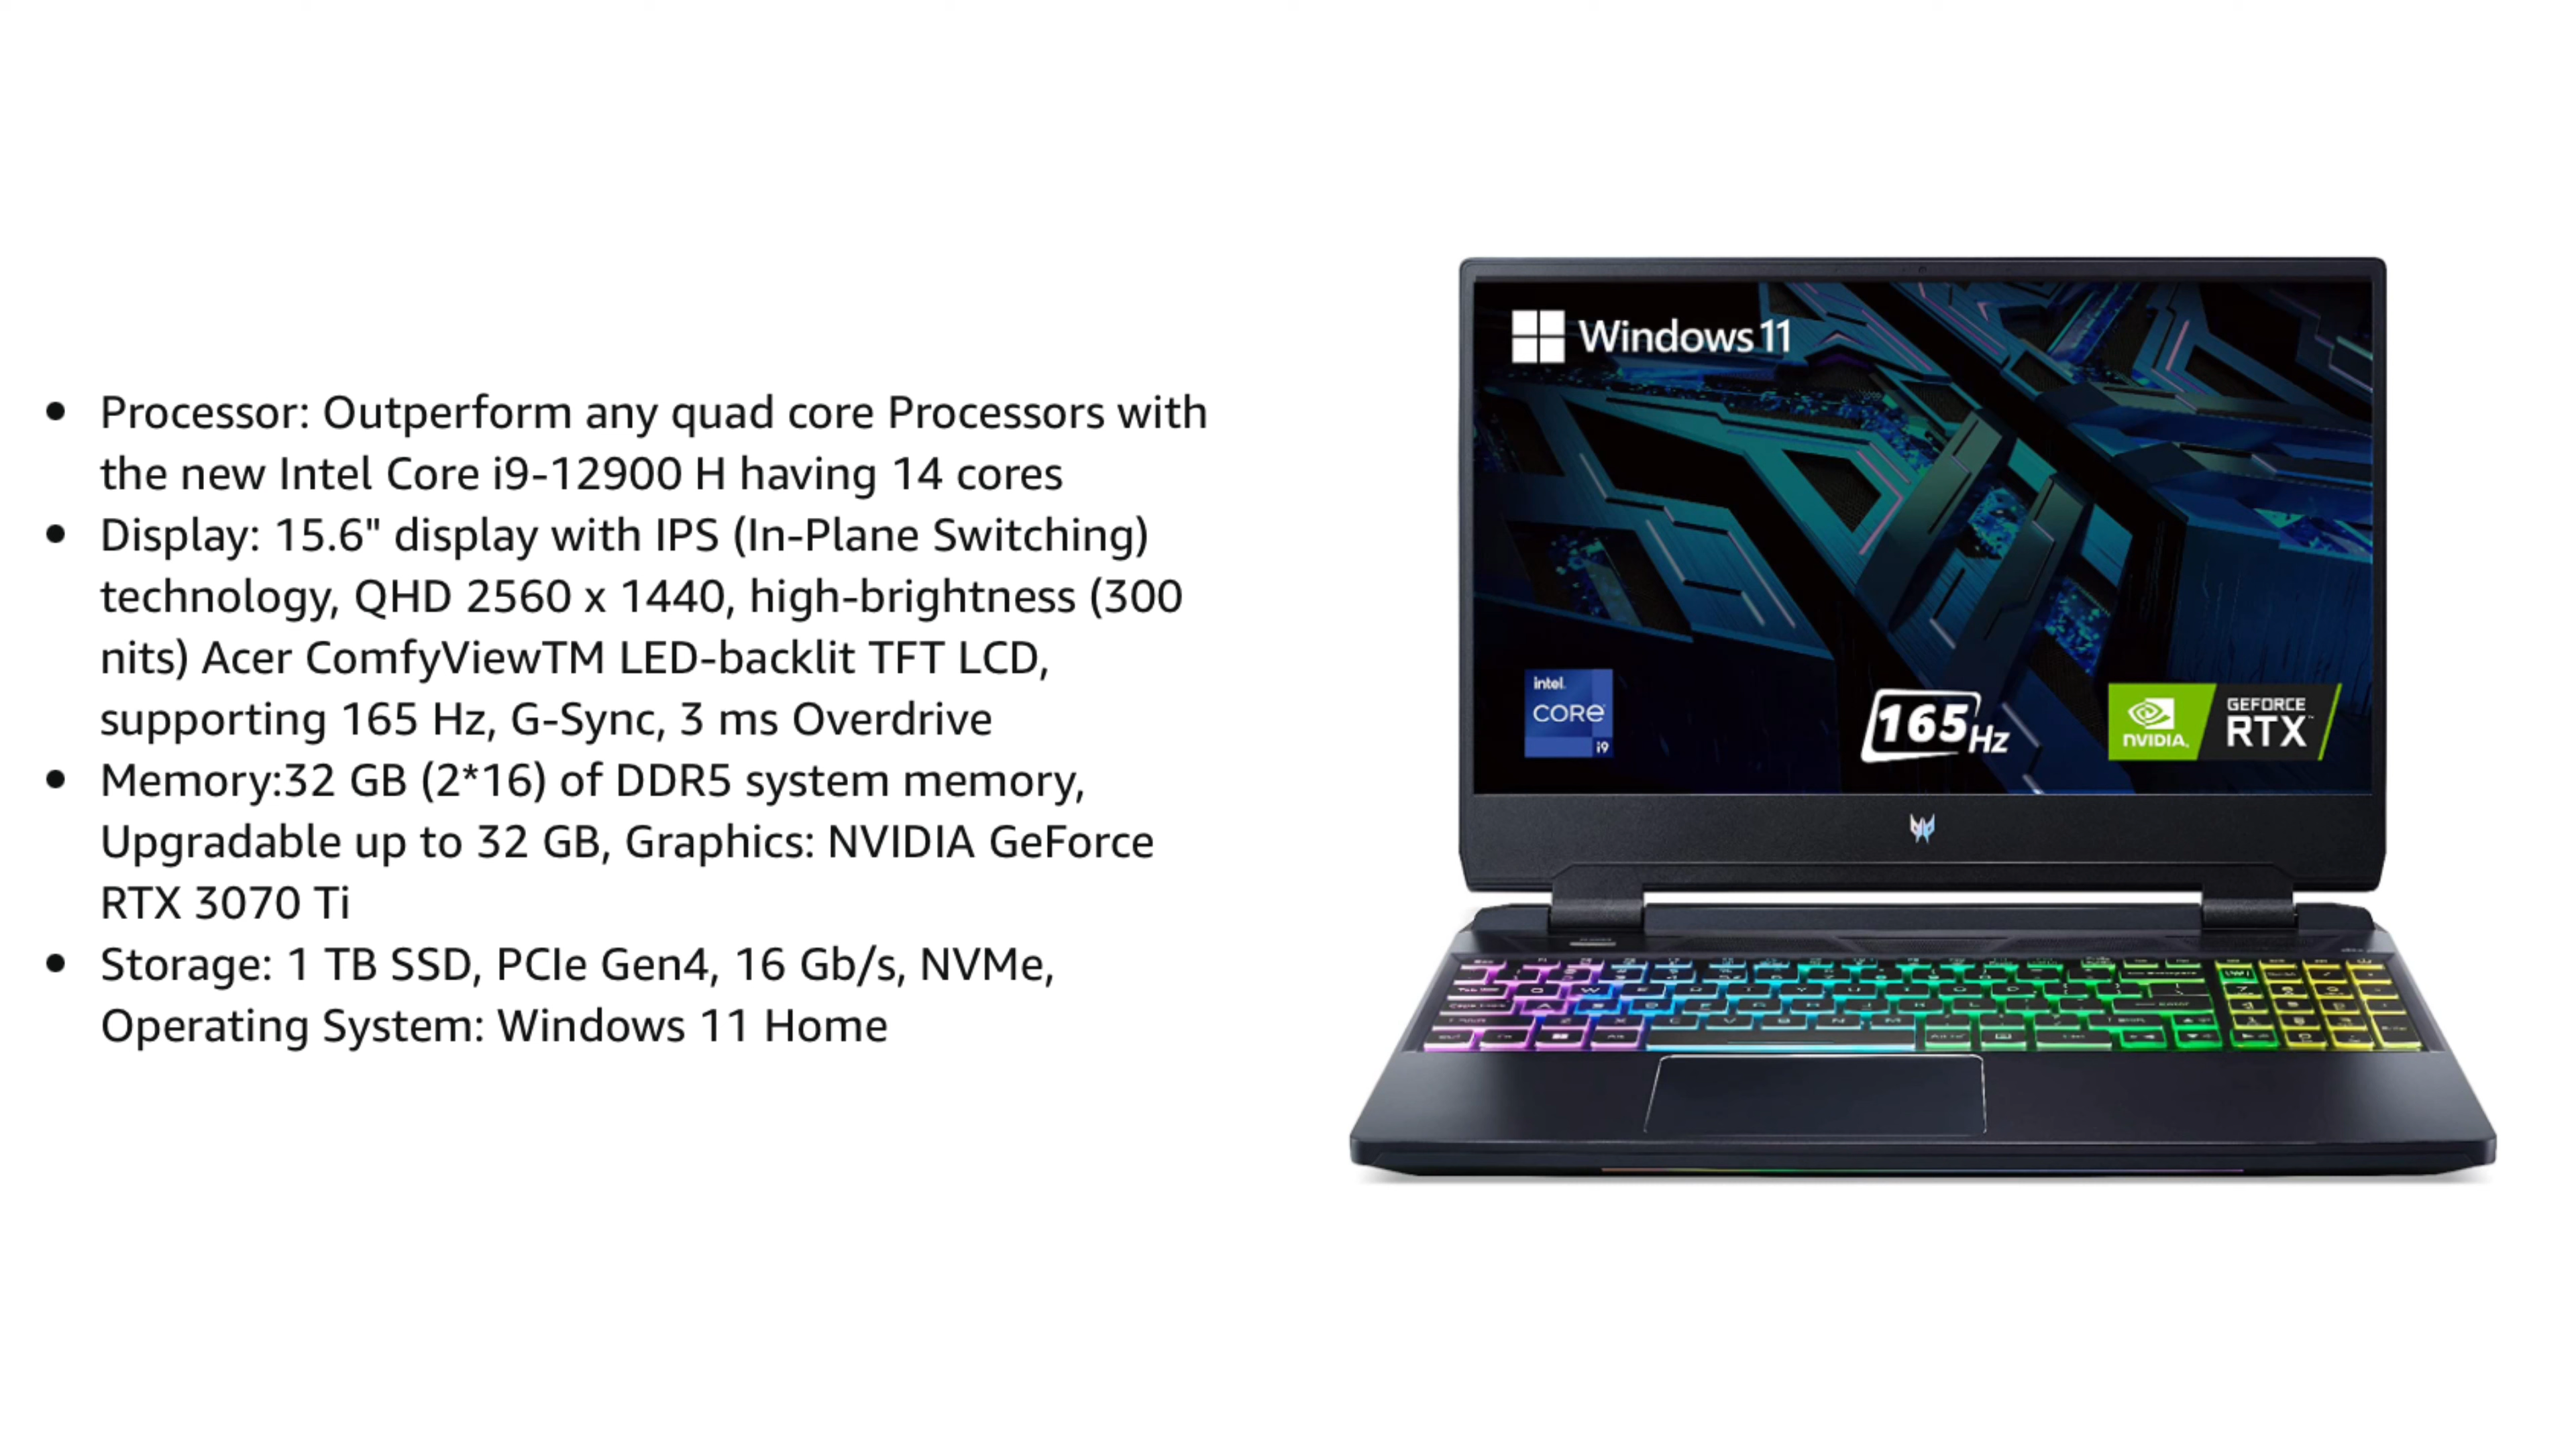 • Processor: Outperform any quad core Processors with
the new Intel Core i9-12900 H having 14 cores
• Display: 15.6" display with IPS (In-Plane Switching)
technology, QHD 2560 x 1440, high-brightness (300
nits) Acer ComfyViewTM LED-backlit TFT LCD,
supporting 165 Hz, G-Sync, 3 ms Overdrive
• Memory:32 GB (2*16) of DDR5 system memory,
Upgradable up to 32 GB, Graphics: NVIDIA GeForce
RTX 3070 Ti
• Storage: 1 TB SSD, PCIe Gen4, 16 Gb/s, NVMe,
Operating System: Windows 11 Home
Windows 11
intel.
CORE
i9
165Hz
NVIDIA.
GEFORCE
RTX™